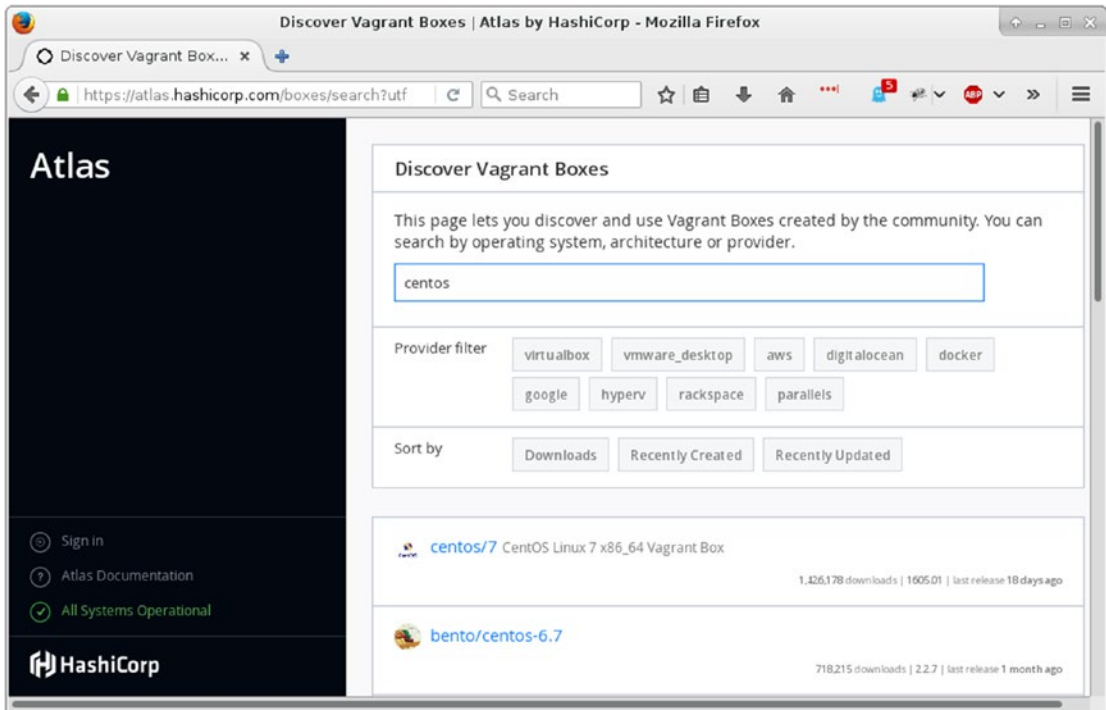 Discover Vagrant Boxes | Atlas by HashiCorp - Mozilla Firefox
Discover Vagrant Box...
https://atlas.hashicorp.com/boxes/search?utf
Search
5
ABP
Atlas
Discover Vagrant Boxes
This page lets you discover and use Vagrant Boxes created by the community. You can
search by operating system, architecture or provider.
centos
Provider filter
virtualbox vmware_desktop aws digitalocean docker
google hyperv rackspace parallels
Sort by
Downloads Recently Created Recently Updated
Sign in
Atlas Documentation
All Systems Operational
HashiCorp
centos/7 CentOS Linux 7 x86_64 Vagrant Box
1,426,178 downloads | 1605.01 | last release 18 days ago
bento/centos-6.7
718,215 downloads | 2.2.7 | last release 1 month ago